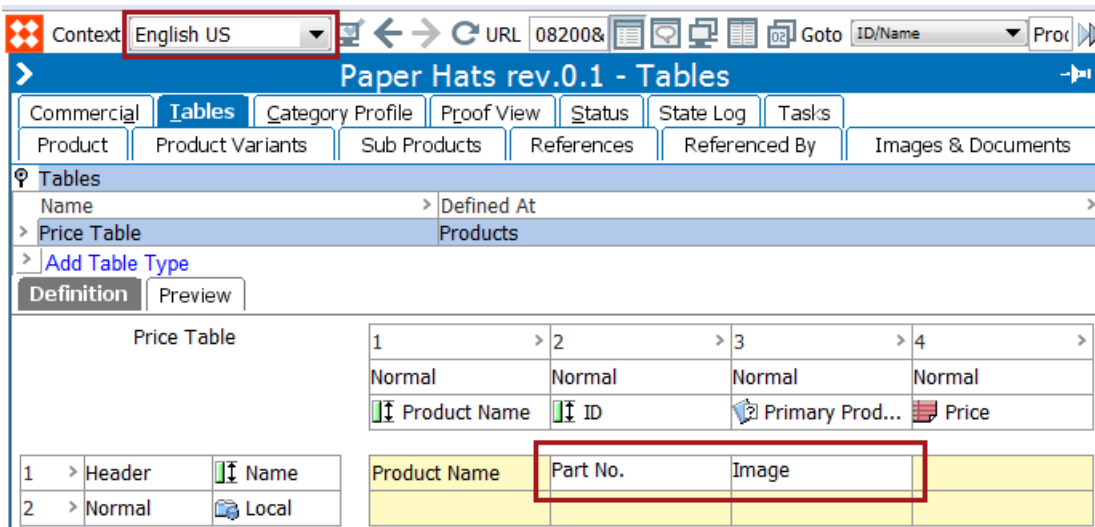 Context English US URL 08200& Goto ID/Name Pro
Paper Hats rev.0.1 - Tables
Commercial Tables Category Profile Proof View Status State Log Tasks
Product Product Variants Sub Products References Referenced By Images & Documents
Tables
Name > Defined At >
> Price Table Products
> Add Table Type
Definition Preview
Price Table 1 > 2 > 3 > 4 >
Normal Normal Normal Normal
Product Name ID Primary Prod... Price
1 > Header Name Product Name Part No. Image
2 > Normal Local